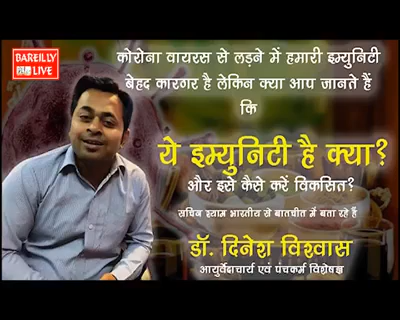 BAREILLY
LIVE
कोरोना वायरस से लड़ने में हमारी इम्युनिटी
बेहद कारगर है लेकिन क्या आप जानते हैं
कि
ये इम्युनिटी है क्या?
और इसे कैसे करें विकसित?
सचिन श्याम भारतीय से बातचीत में बता रहे हैं
डॉ. दिनेश विश्वास
आयुर्वेदाचार्य एवं पंचकर्म विशेषज्ञ